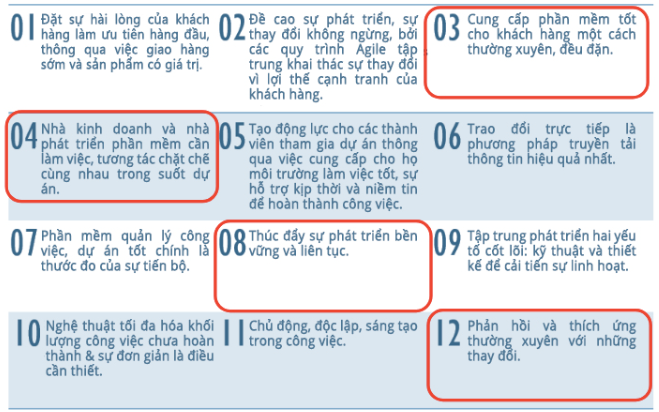 01 Đặt sự hài lòng của khách
hàng làm ưu tiên hàng đầu,
thông qua việc giao hàng
sớm và sản phẩm có giá trị.
02 Đề cao sự phát triển, sự
thay đổi không ngừng, bởi
các quy trình Agile tập
trung khai thác sự thay đổi
vì lợi thế cạnh tranh của
khách hàng.
03 Cung cấp phần mềm tốt
cho khách hàng một cách
thường xuyên, đều đặn.
04 Nhà kinh doanh và nhà
phát triển phần mềm cần
làm việc, tương tác chặt chẽ
cùng nhau trong suốt dự
án.
05 Tạo động lực cho các thành
viên tham gia dự án thông
qua việc cung cấp cho họ
môi trường làm việc tốt, sự
hỗ trợ kịp thời và niềm tin
để hoàn thành công việc.
06 Trao đổi trực tiếp là
phương pháp truyền tải
thông tin hiệu quả nhất.
07 Phần mềm quản lý công
việc, dự án tốt chính là
thước đo của sự tiến bộ.
08 Thúc đẩy sự phát triển bền
vững và liên tục.
09 Tập trung phát triển hai yếu
tố cốt lõi: kỹ thuật và thiết
kế để cải tiến sự linh hoạt.
10 Nghệ thuật tối đa hóa khối
lượng công việc chưa hoàn
thành & sự đơn giản là điều
cần thiết.
11 Chủ động, độc lập, sáng tạo
trong công việc.
12 Phản hồi và thích ứng
thường xuyên với những
thay đổi.